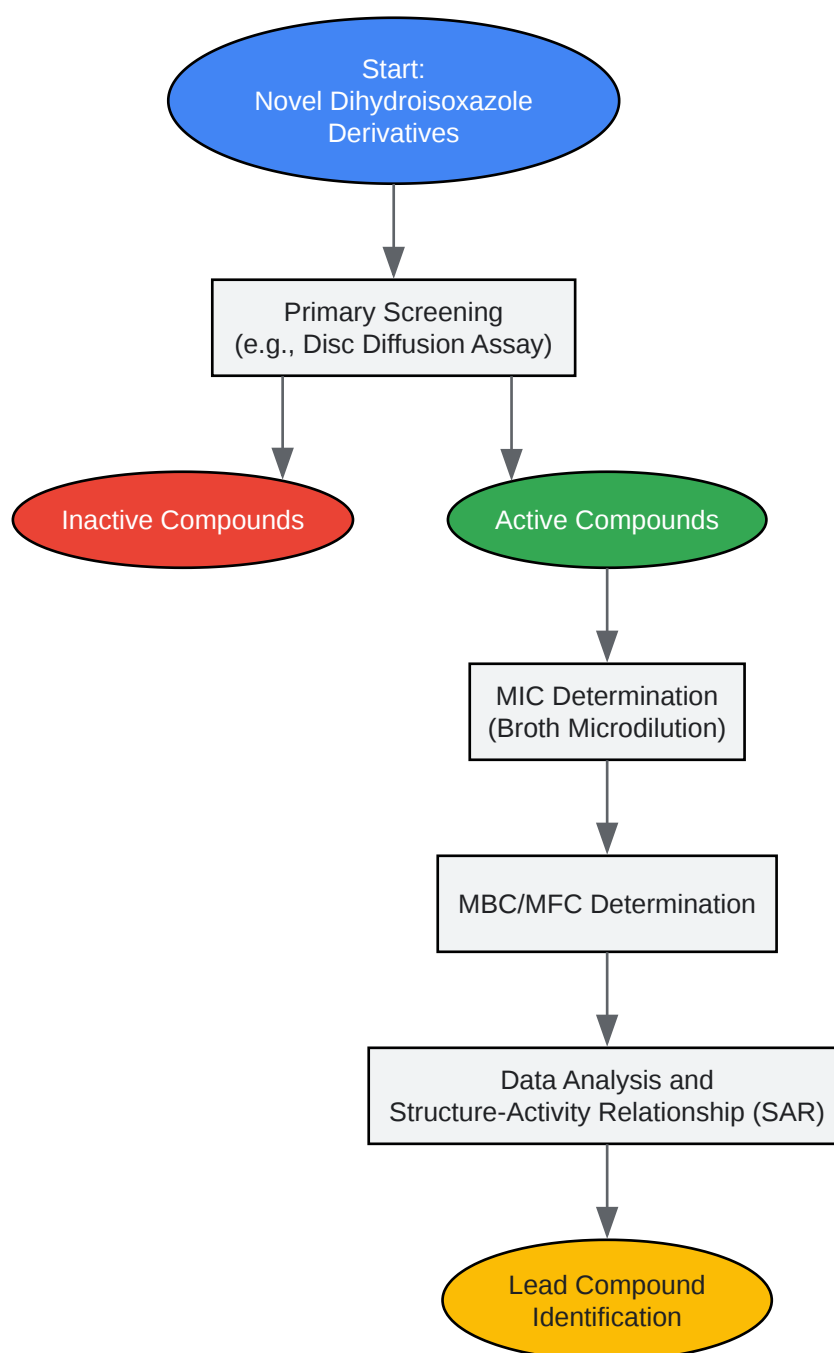 Start:
Novel Dihydroisoxazole
Derivatives
Primary Screening
(e.g., Disc Diffusion Assay)
Inactive Compounds
Active Compounds
MIC Determination
(Broth Microdilution)
MBC/MFC Determination
Data Analysis and
Structure-Activity Relationship (SAR)
Lead Compound
Identification